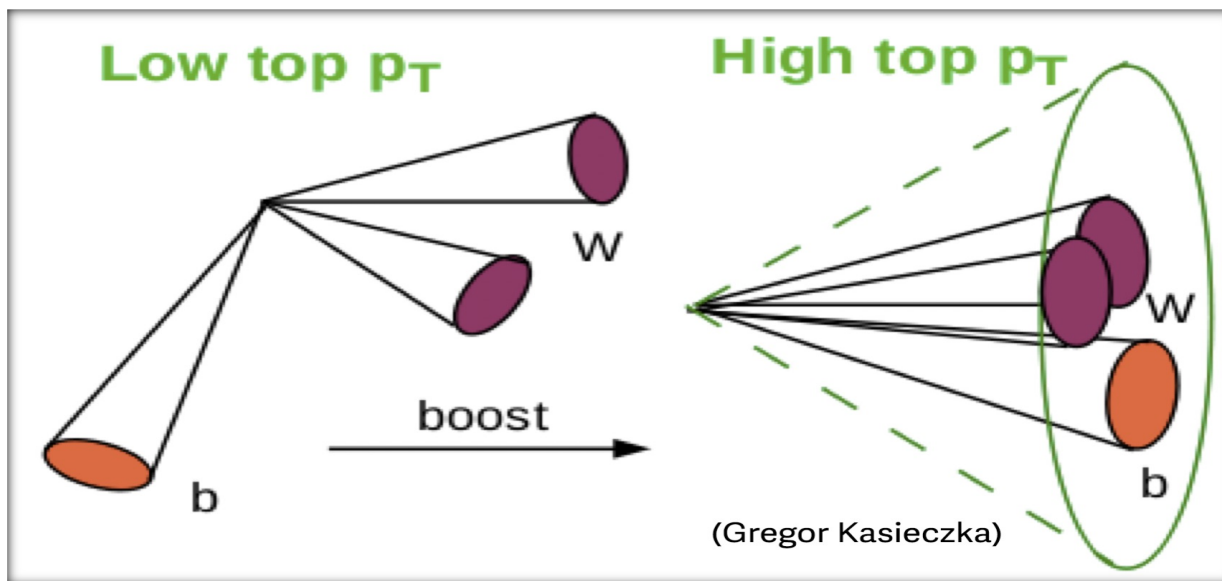 Low top pT
High top pT
W
W
boost
b
b
(Gregor Kasieczka)